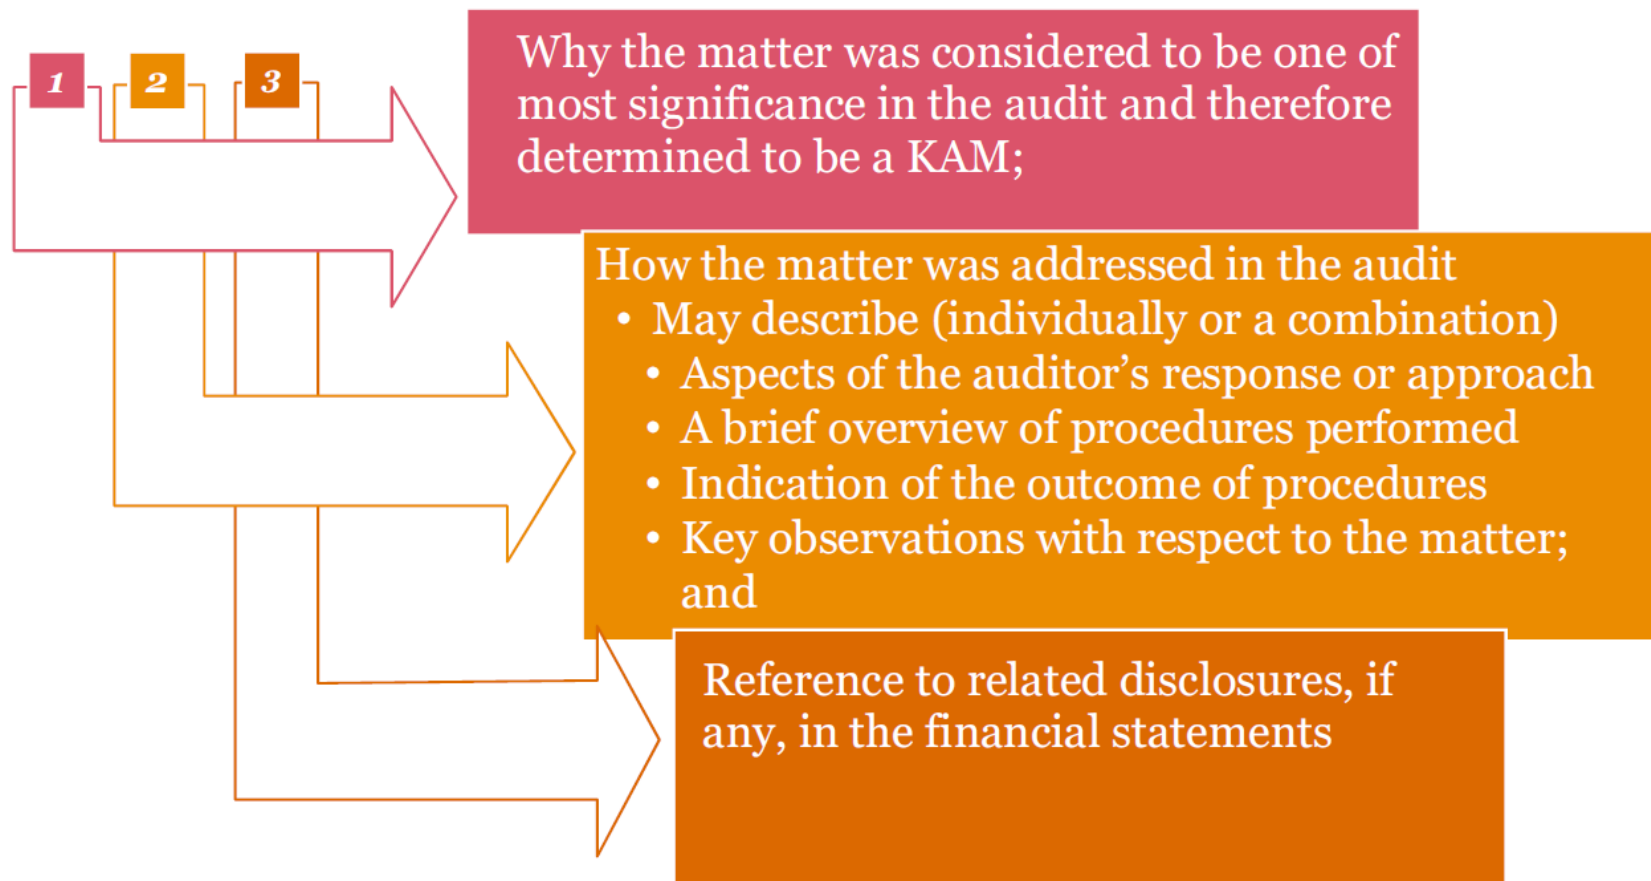 1
2
3
Why the matter was considered to be one of
most significance in the audit and therefore
determined to be a KAM;
How the matter was addressed in the audit
• May describe (individually or a combination)
• Aspects of the auditor’s response or approach
• A brief overview of procedures performed
• Indication of the outcome of procedures
• Key observations with respect to the matter;
and
Reference to related disclosures, if
any, in the financial statements